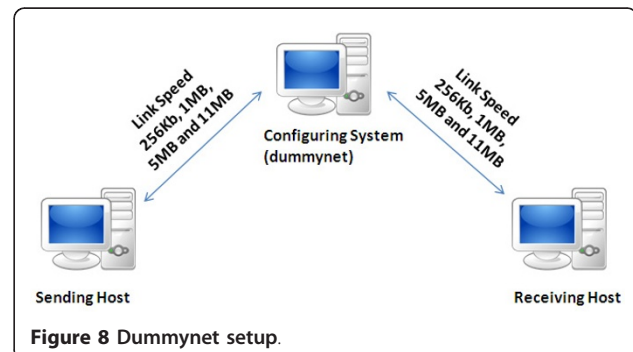 Link Speed
256Kb, 1MB,
5MB and 11MB
Link Speed
256Kb, 1MB,
5MB and 11MB
Configuring System
(dummynet)
Sending Host
Receiving Host
Figure 8 Dummynet setup.